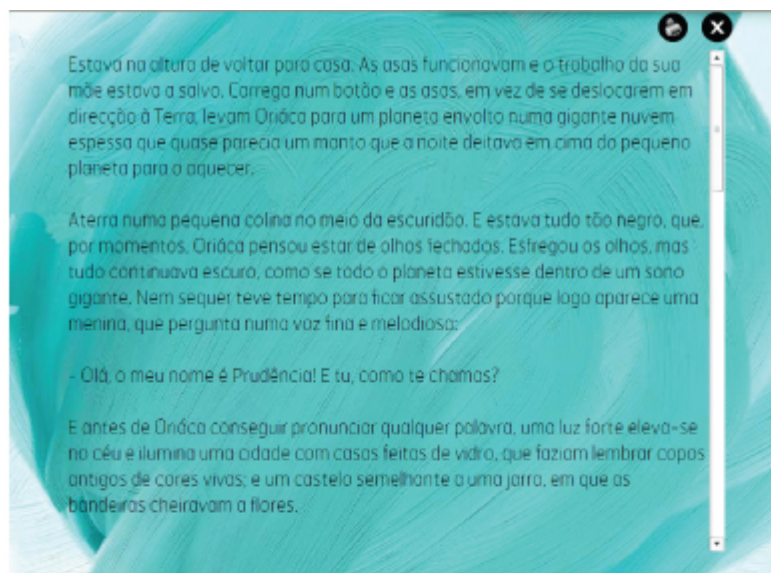 Estava na altura de voltar para casa. As asas funcionavam e o trabalho da sua
mãe estava a salvo. Carrega num botão e as asas, em vez de se deslocarem em
direcção à Terra, levam Oriáca para um planeta envolto numa gigante nuvem
espessa que quase parecia um manto que a noite deitava em cima do pequeno
planeta para o aquecer.
Aterra numa pequena colina no meio da escuridão. E estava tudo tão negro, que,
por momentos, Oriáca pensou estar de olhos fechados. Esfregou os olhos, mas
tudo continuava escuro, como se todo o planeta estivesse dentro de um sono
gigante. Nem sequer teve tempo para ficar assustado porque logo aparece uma
menina, que pergunta numa voz fina e melodiosa:
- Olá, o meu nome é Prudência! E tu, como te chamas?
E antes de Oriáca conseguir pronunciar qualquer palavra, uma luz forte eleva-se
no céu e ilumina uma cidade com casas feitas de vidro, que faziam lembrar copos
antigos de cores vivas; e um castelo semelhante a uma jarra, em que as
bandeiras cheiravam a flores.